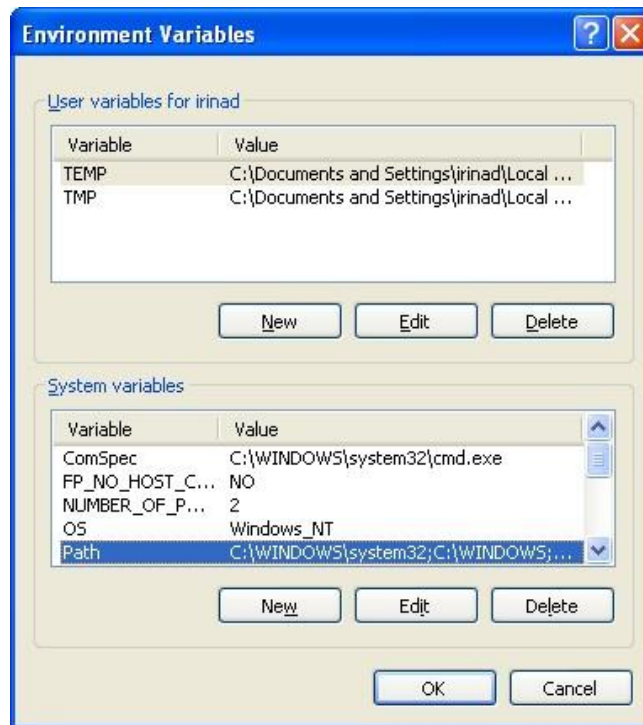 Environment Variables
User variables for irinad
Variable Value
TEMP C:\Documents and Settings\irinad\Local ...
TMP C:\Documents and Settings\irinad\Local ...
New Edit Delete
System variables
Variable Value
ComSpec C:\WINDOWS\system32\cmd.exe
FP_NO_HOST_C... NO
NUMBER_OF_P... 2
OS Windows_NT
Path C:\WINDOWS\system32;C:\WINDOWS;...
New Edit Delete
OK Cancel